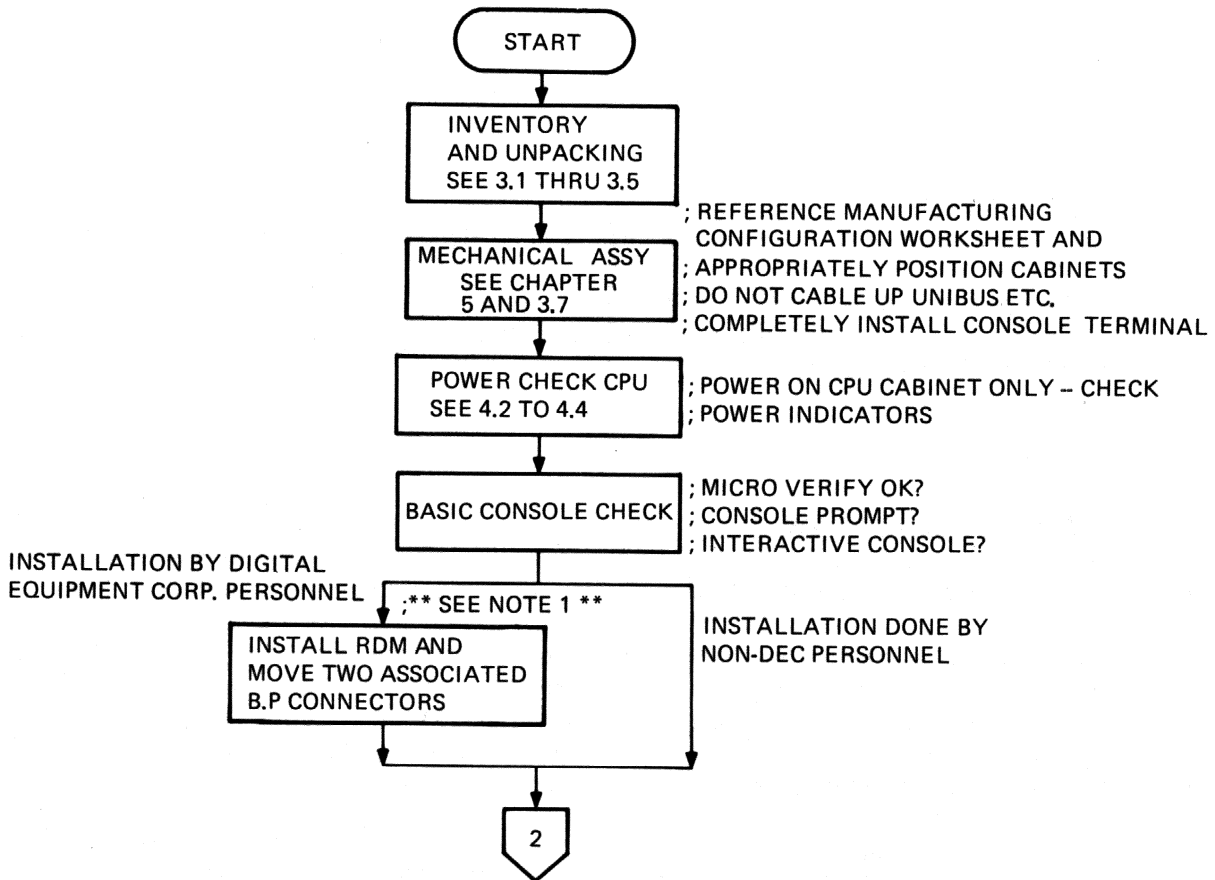 START
INVENTORY
AND UNPACKING
SEE 3.1 THRU 3.5
MECHANICAL ASSY
SEE CHAPTER
5 AND 3.7
; REFERENCE MANUFACTURING
CONFIGURATION WORKSHEET AND
; APPROPRIATELY POSITION CABINETS
; DO NOT CABLE UP UNIBUS ETC.
; COMPLETELY INSTALL CONSOLE TERMINAL
POWER CHECK CPU
SEE 4.2 TO 4.4
; POWER ON CPU CABINET ONLY – CHECK
; POWER INDICATORS
BASIC CONSOLE CHECK
; MICRO VERIFY OK?
; CONSOLE PROMPT?
; INTERACTIVE CONSOLE?
INSTALLATION BY DIGITAL
EQUIPMENT CORP. PERSONNEL
;** SEE NOTE 1 **
INSTALL RDM AND
MOVE TWO ASSOCIATED
B.P CONNECTORS
INSTALLATION DONE BY
NON-DEC PERSONNEL
2